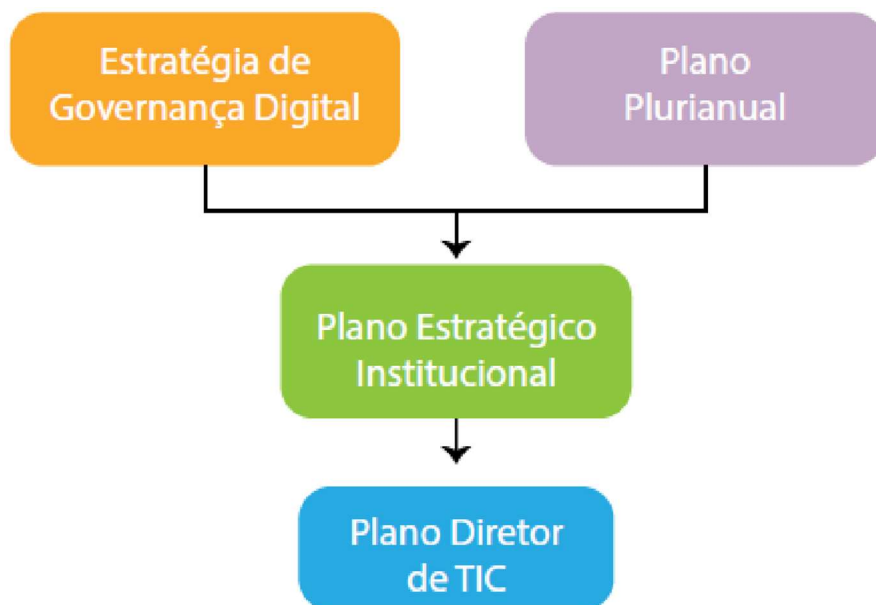 Estratégia de
Governança Digital
Plano
Plurianual
Plano Estratégico
Institucional
Plano Diretor
de TIC